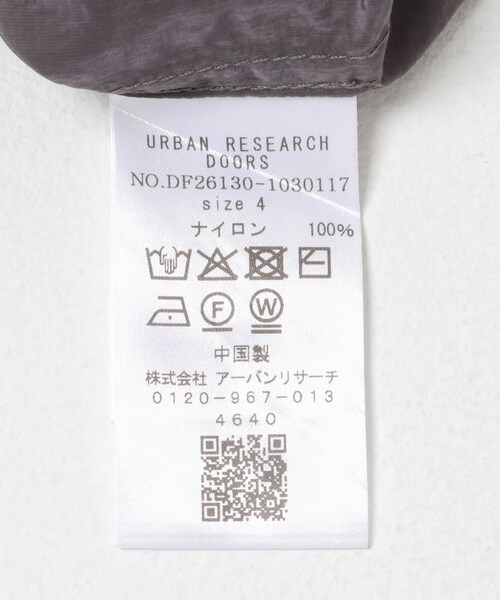 URBAN RESEARCH
DOORS
NO.DF26130-1030117
size 4
ナイロン 100%
F W
中国製
株式会社 アーバンリサーチ
0120-967-013
4640